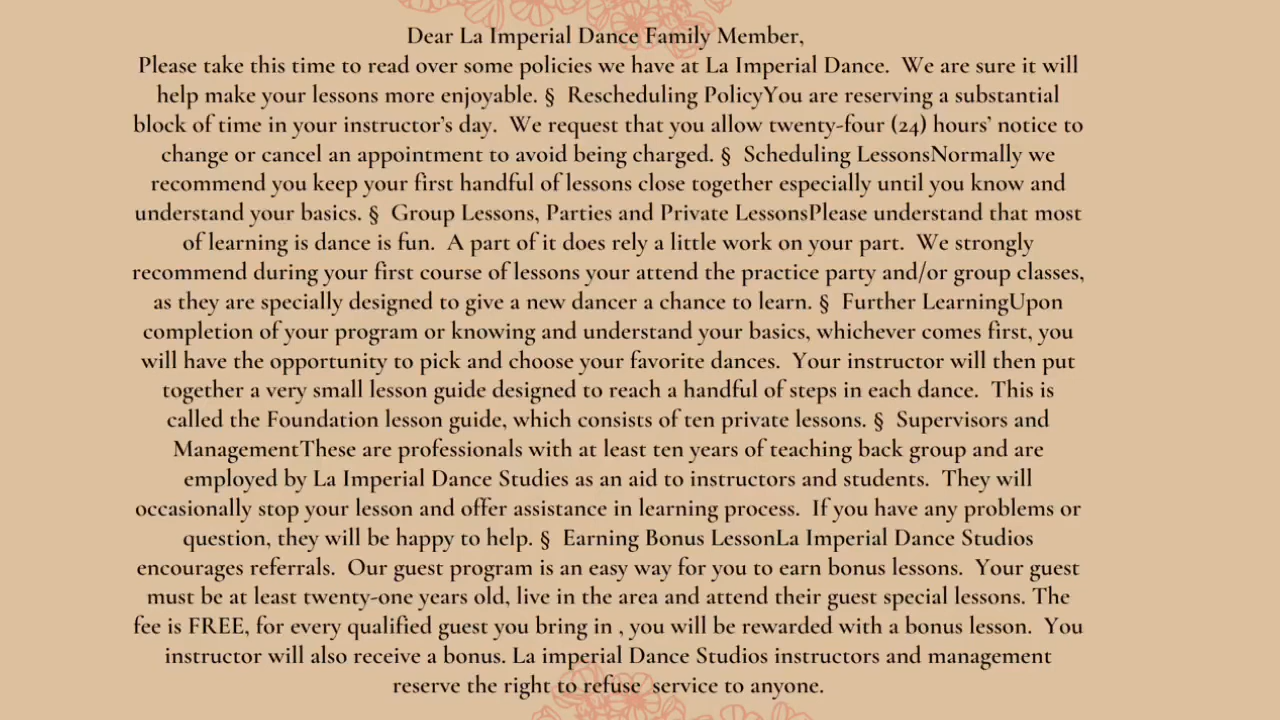 Dear La Imperial Dance Family Member,
Please take this time to read over some policies we have at La Imperial Dance.  We are sure it will
help make your lessons more enjoyable. §  Rescheduling PolicyYou are reserving a substantial
block of time in your instructor’s day.  We request that you allow twenty-four (24) hours’ notice to
change or cancel an appointment to avoid being charged. §  Scheduling LessonsNormally we
recommend you keep your first handful of lessons close together especially until you know and
understand your basics. §  Group Lessons, Parties and Private LessonsPlease understand that most
of learning is dance is fun.  A part of it does rely a little work on your part.  We strongly
recommend during your first course of lessons your attend the practice party and/or group classes,
as they are specially designed to give a new dancer a chance to learn. §  Further LearningUpon
completion of your program or knowing and understand your basics, whichever comes first, you
will have the opportunity to pick and choose your favorite dances.  Your instructor will then put
together a very small lesson guide designed to reach a handful of steps in each dance.  This is
called the Foundation lesson guide, which consists of ten private lessons. §  Supervisors and
ManagementThese are professionals with at least ten years of teaching back group and are
employed by La Imperial Dance Studies as an aid to instructors and students.  They will
occasionally stop your lesson and offer assistance in learning process.  If you have any problems or
question, they will be happy to help. §  Earning Bonus LessonLa Imperial Dance Studios
encourages referrals.  Our guest program is an easy way for you to earn bonus lessons.  Your guest
must be at least twenty-one years old, live in the area and attend their guest special lessons. The
fee is FREE, for every qualified guest you bring in , you will be rewarded with a bonus lesson.  You
instructor will also receive a bonus. La imperial Dance Studios instructors and management
reserve the right to refuse  service to anyone.